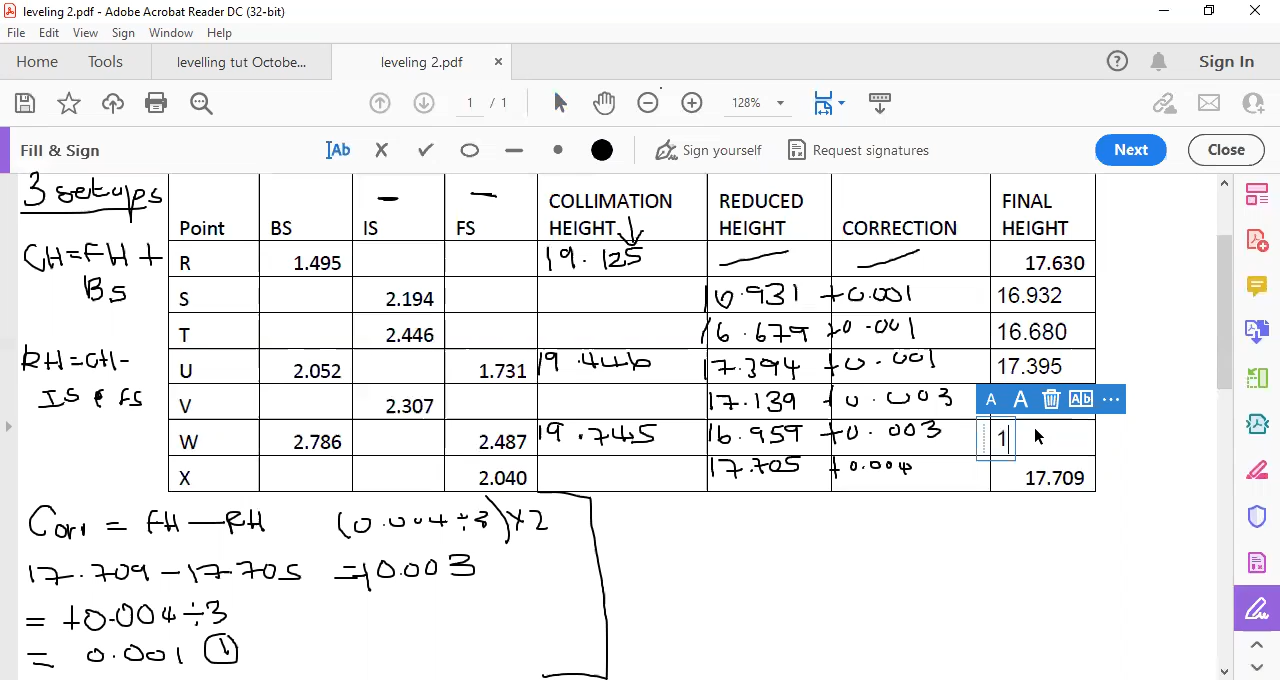 leveling 2.pdf - Adobe Acrobat Reader DC (32-bit)
File Edit View Sign Window Help
Home Tools levelling tut Octobe... leveling 2.pdf × Sign In
1 / 1 128%
Fill & Sign Ab Sign yourself Request signatures Next Close
3 setups
CH=FH+
BS
RH=CH-
IS & FS
Point BS IS FS COLLIMATION HEIGHT REDUCED HEIGHT CORRECTION FINAL HEIGHT
R 1.495 19.125 — — 17.630
S 2.194 16.931 +0.001 16.932
T 2.446 16.679 +0.001 16.680
U 2.052 1.731 19.446 17.394 +0.001 17.395
V 2.307 17.139 +0.003
A A Ab ...
W 2.786 2.487 19.745 16.959 +0.003 1
X 2.040 17.705 +0.004 17.709
Corr = FH — RH (0.004÷3)×2
17.709 - 17.705 = +0.003
= +0.004÷3
= 0.001 ①